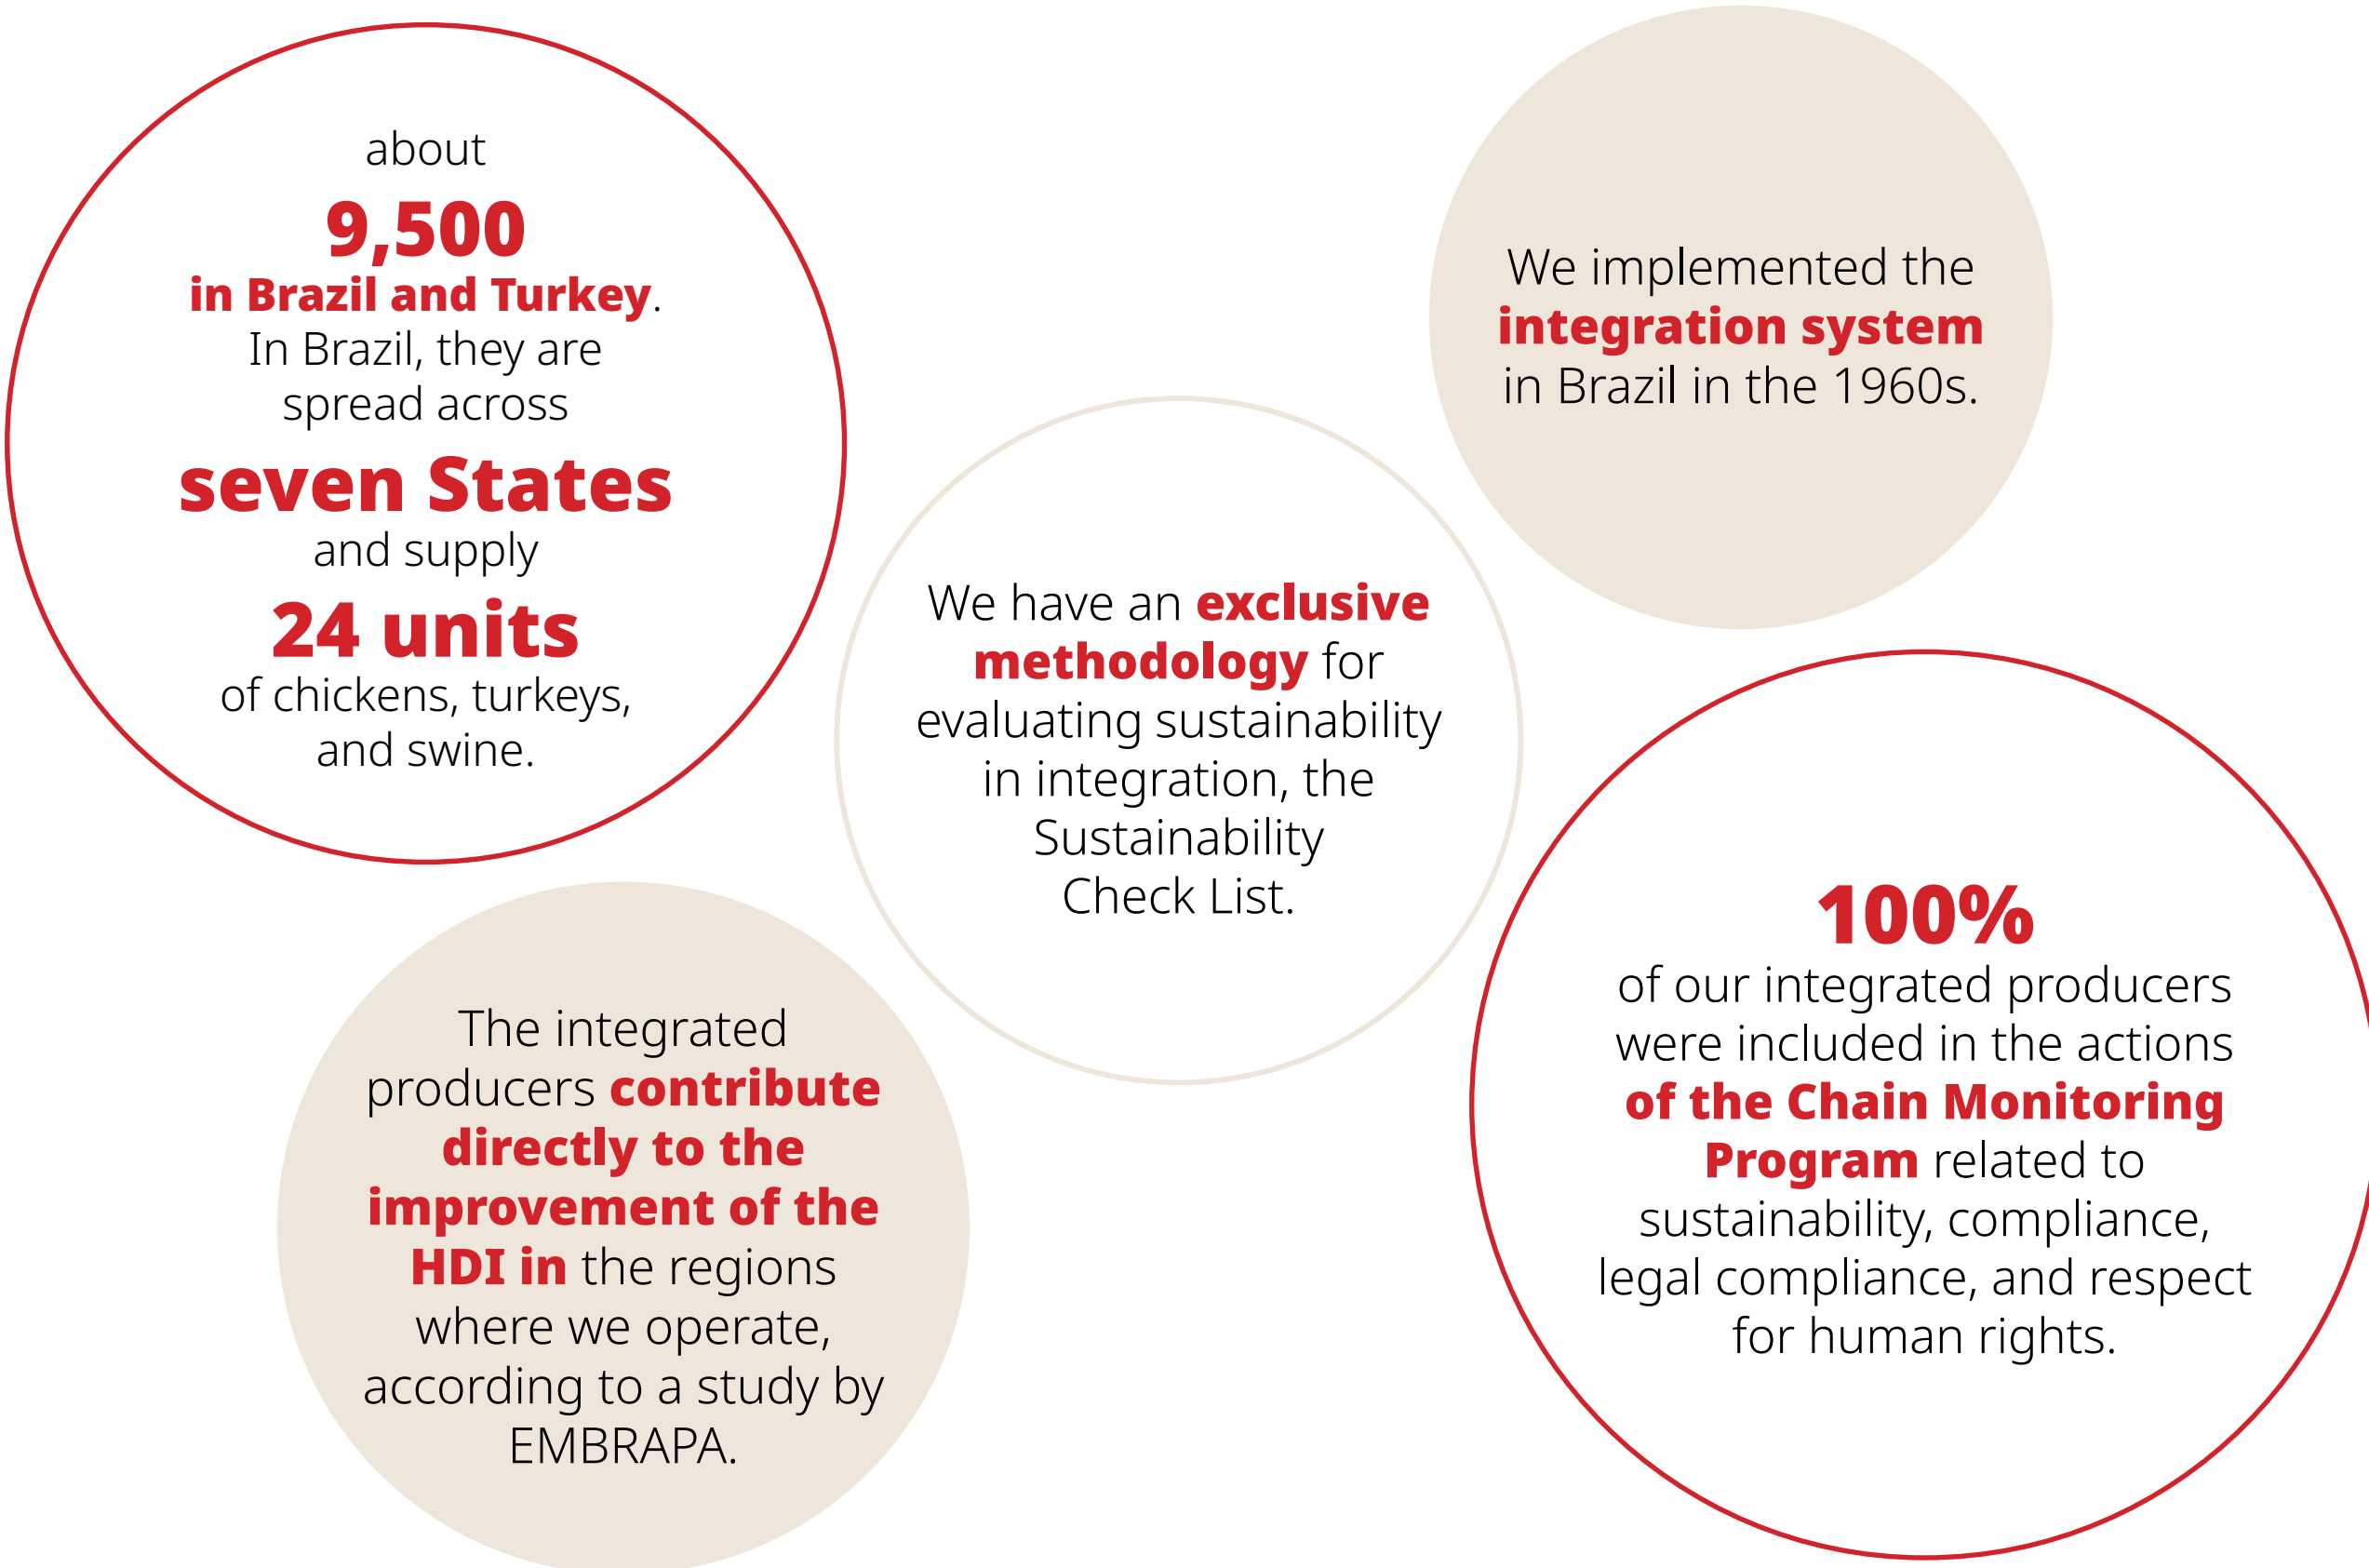 about
9,500
in Brazil and Turkey.
In Brazil, they are
spread across
seven States
and supply
24 units
of chickens, turkeys,
and swine.
We implemented the
integration system
in Brazil in the 1960s.
We have an exclusive
methodology for
evaluating sustainability
in integration, the
Sustainability
Check List.
The integrated
producers contribute
directly to the
improvement of the
HDI in the regions
where we operate,
according to a study by
EMBRAPA.
100%
of our integrated producers
were included in the actions
of the Chain Monitoring
Program related to
sustainability, compliance,
legal compliance, and respect
for human rights.